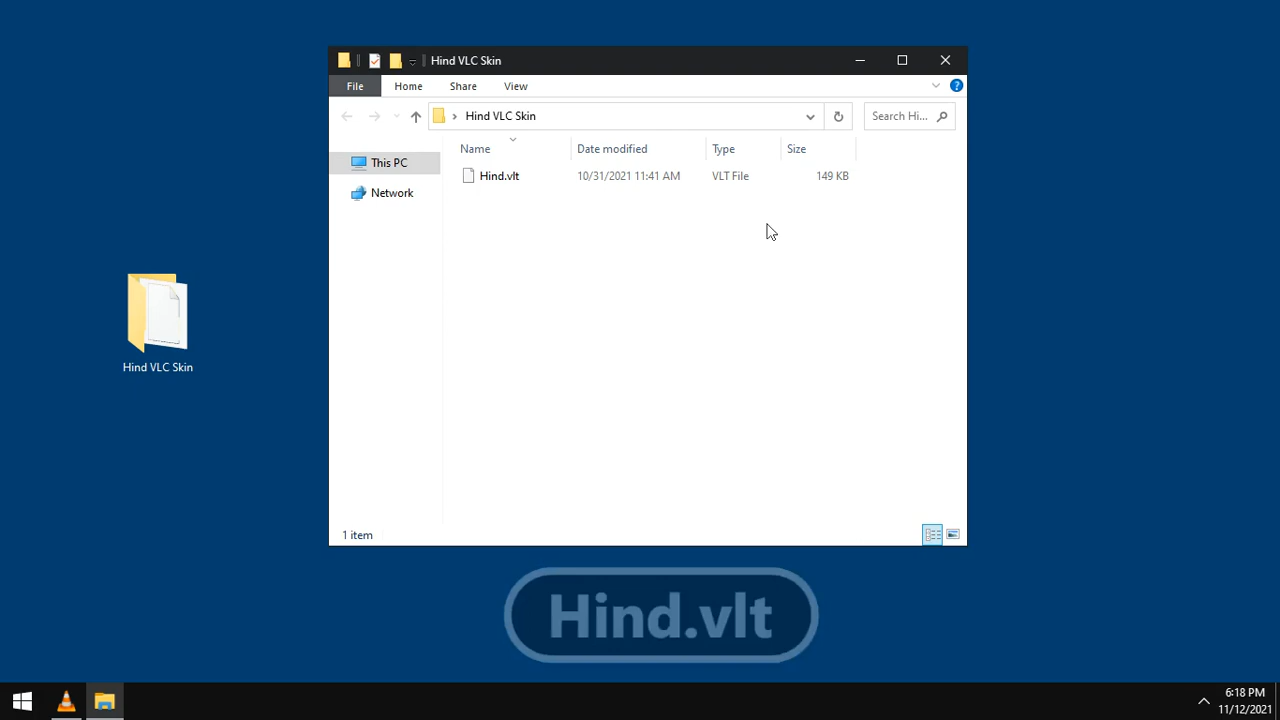 Hind VLC Skin
File Home Share View
Hind VLC Skin
Search Hi...
Name Date modified Type Size
This PC
Hind.vlt 10/31/2021 11:41 AM VLT File 149 KB
Network
Hind VLC Skin
1 item
Hind.vlt
6:18 PM
11/12/2021